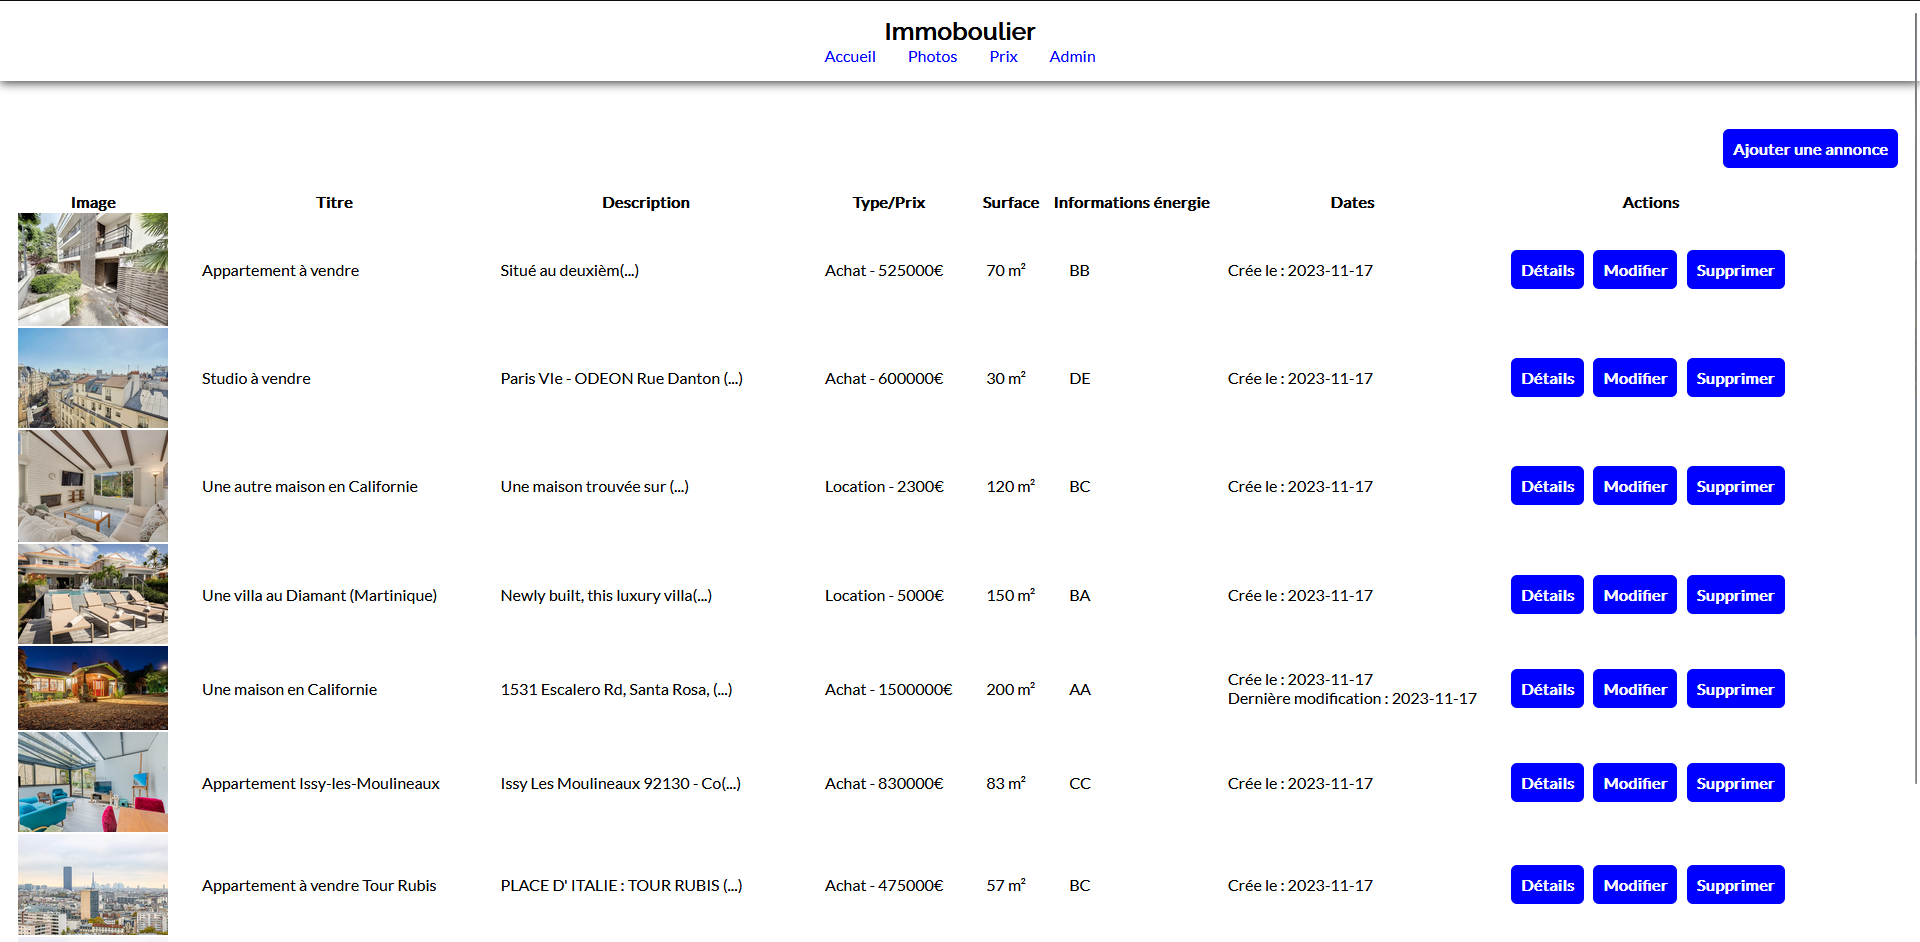 Immoboulier
Accueil Photos Prix Admin
Ajouter une annonce
Image Titre Description Type/Prix Surface Informations énergie Dates Actions
Appartement à vendre Situé au deuxièm(...) Achat - 525000€ 70 m² BB Crée le : 2023-11-17 Détails Modifier Supprimer
Studio à vendre Paris VIe - ODEON Rue Danton (...) Achat - 600000€ 30 m² DE Crée le : 2023-11-17 Détails Modifier Supprimer
Une autre maison en Californie Une maison trouvée sur (...) Location - 2300€ 120 m² BC Crée le : 2023-11-17 Détails Modifier Supprimer
Une villa au Diamant (Martinique) Newly built, this luxury villa(...) Location - 5000€ 150 m² BA Crée le : 2023-11-17 Détails Modifier Supprimer
Une maison en Californie 1531 Escalero Rd, Santa Rosa, (...) Achat - 1500000€ 200 m² AA Crée le : 2023-11-17
Dernière modification : 2023-11-17 Détails Modifier Supprimer
Appartement Issy-les-Moulineaux Issy Les Moulineaux 92130 - Co(...) Achat - 830000€ 83 m² CC Crée le : 2023-11-17 Détails Modifier Supprimer
Appartement à vendre Tour Rubis PLACE D' ITALIE : TOUR RUBIS (...) Achat - 475000€ 57 m² BC Crée le : 2023-11-17 Détails Modifier Supprimer